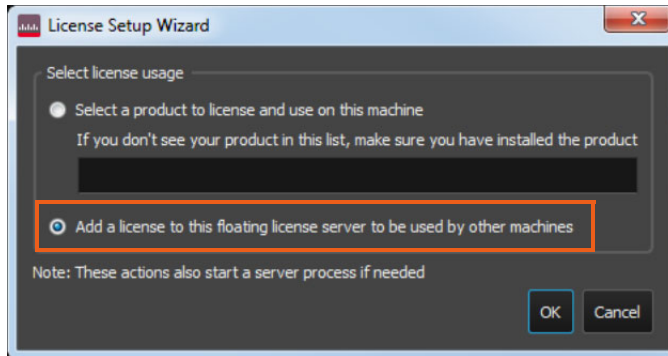 License Setup Wizard
Select license usage
Select a product to license and use on this machine
If you don't see your product in this list, make sure you have installed the product
Add a license to this floating license server to be used by other machines
Note: These actions also start a server process if needed
OK Cancel